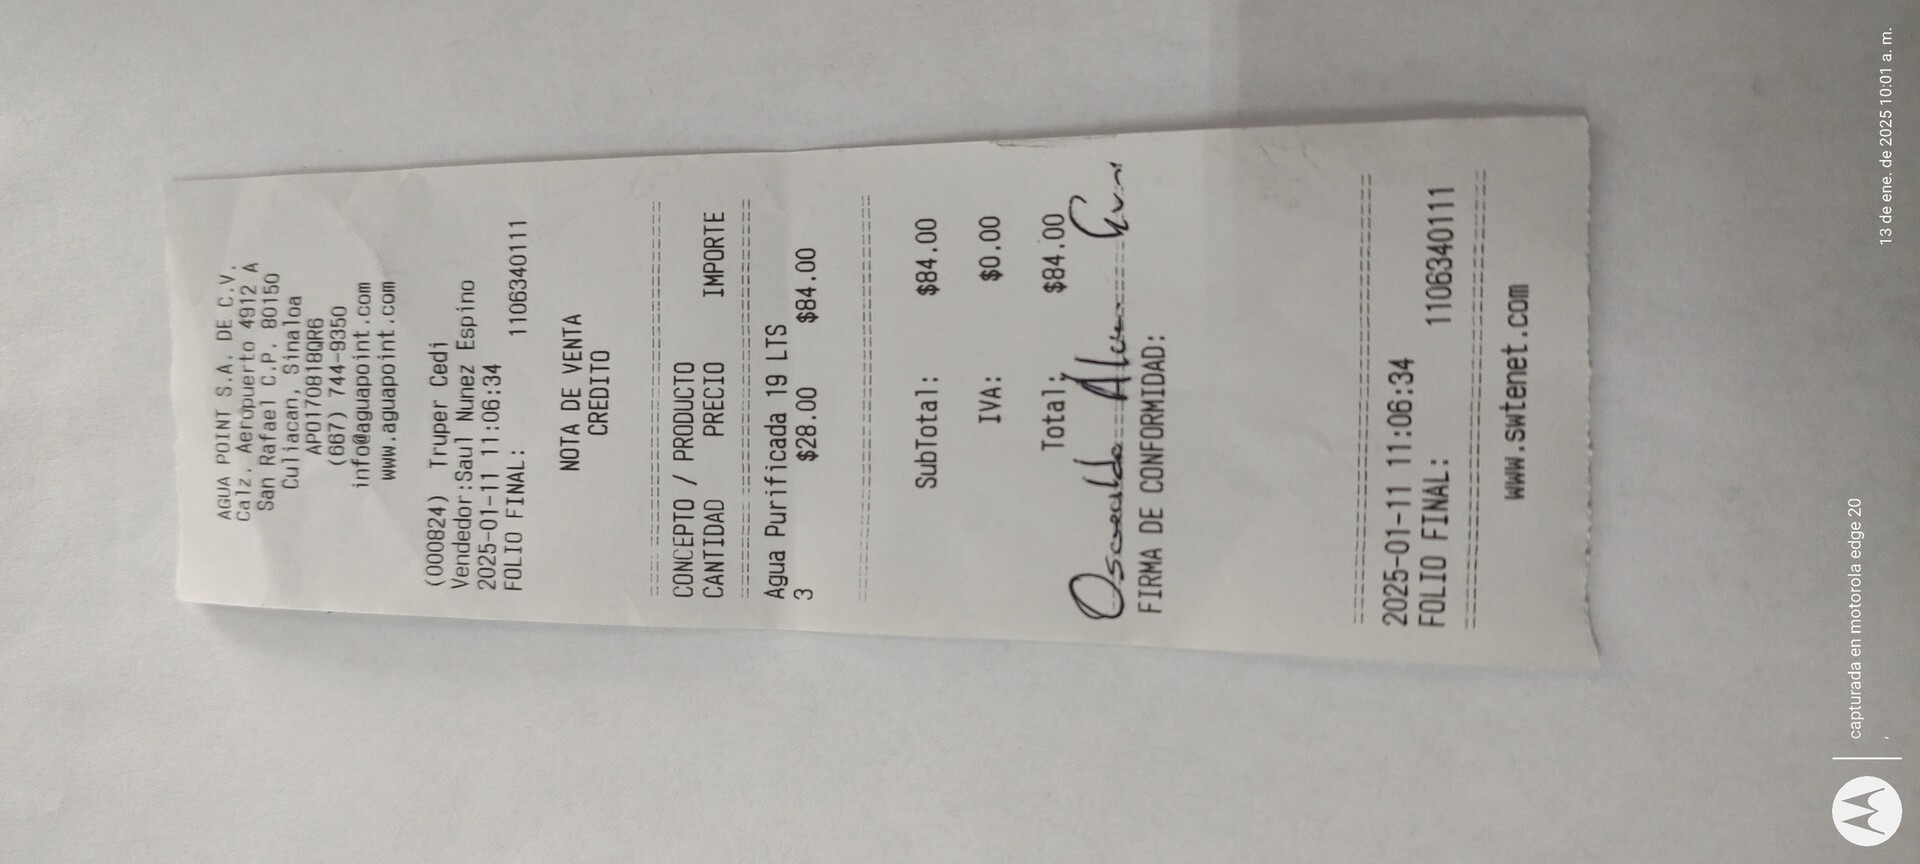 AGUA POINT S.A. DE C.V.
Calz. Aeropuerto 4912 A
San Rafael C.P. 80150
Culiacan, Sinaloa
APO170818QR6
(667) 744-9350
info@aguapoint.com
www.aguapoint.com
(000824) Truper Cedi
Vendedor:Saul Nunez Espino
2025-01-11 11:06:34
FOLIO FINAL: 1106340111
NOTA DE VENTA
CREDITO
==============================
CONCEPTO / PRODUCTO
CANTIDAD PRECIO IMPORTE
==============================
Agua Purificada 19 LTS
3 $28.00 $84.00
==============================
SubTotal: $84.00
IVA: $0.00
Total: $84.00
FIRMA DE CONFORMIDAD:
==============================
2025-01-11 11:06:34
FOLIO FINAL: 1106340111
==============================
www.swtenet.com
capturada en motorola edge 20
, 13 de ene. de 2025 10:01 a. m.